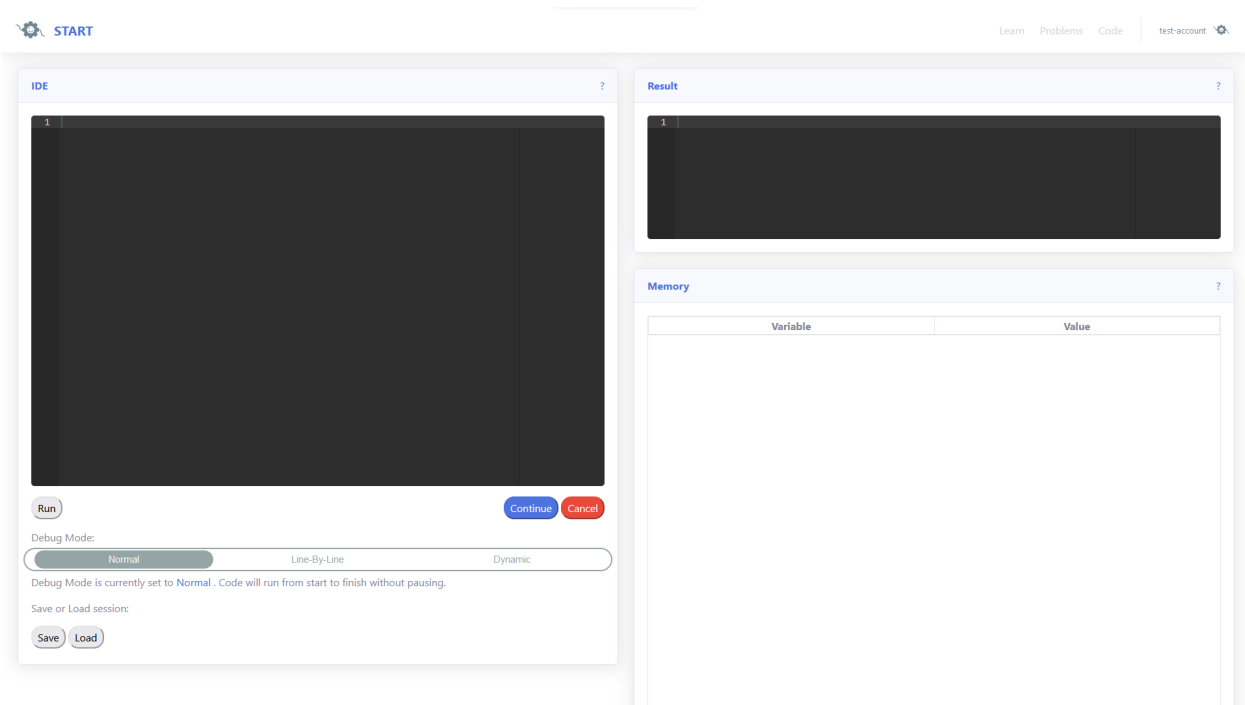 START
Learn Problems Code test-account
IDE ?
1
Run Continue Cancel
Debug Mode:
Normal Line-By-Line Dynamic
Debug Mode is currently set to Normal . Code will run from start to finish without pausing.
Save or Load session:
Save Load
Result ?
1
Memory ?
Variable Value